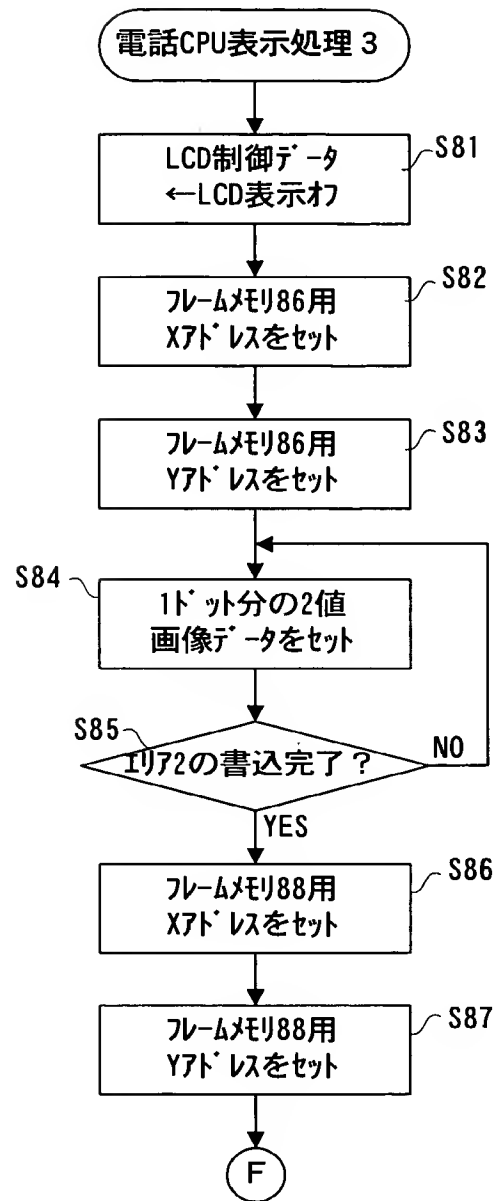 電話CPU表示処理3
S81
LCD制御ﾃﾞｰﾀ
←LCD表示ｵﾌ
S82
ﾌﾚｰﾑﾒﾓﾘ86用
Xｱﾄﾞﾚｽをｾｯﾄ
S83
ﾌﾚｰﾑﾒﾓﾘ86用
Yｱﾄﾞﾚｽをｾｯﾄ
S84
1ﾄﾞｯﾄ分の2値
画像ﾃﾞｰﾀをｾｯﾄ
S85
ｴﾘｱ2の書込完了?
NO
YES
S86
ﾌﾚｰﾑﾒﾓﾘ88用
Xｱﾄﾞﾚｽをｾｯﾄ
S87
ﾌﾚｰﾑﾒﾓﾘ88用
Yｱﾄﾞﾚｽをｾｯﾄ
F